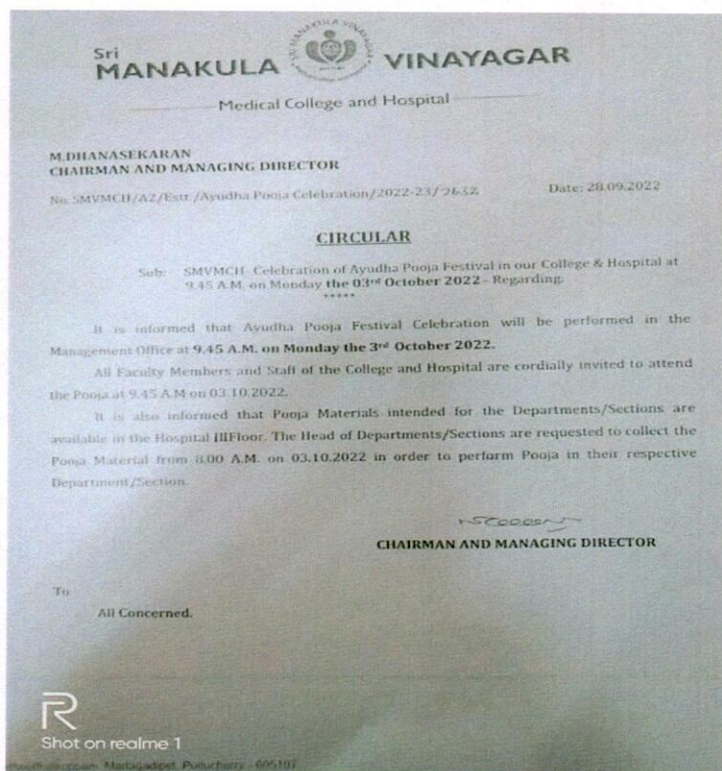 Sri
MANAKULA VINAYAGAR
Medical College and Hospital
M.DHANASEKARAN
CHAIRMAN AND MANAGING DIRECTOR
No: SMVMCH/A2/Estt./Ayudha Pooja Celebration/2022-23/ 2632 Date: 28.09.2022
CIRCULAR
Sub: SMVMCH- Celebration of Ayudha Pooja Festival in our College & Hospital at
9.45 A.M. on Monday the 03rd October 2022 - Regarding.
*****
It is informed that Ayudha Pooja Festival Celebration will be performed in the
Management Office at 9.45 A.M. on Monday the 3rd October 2022.
All Faculty Members and Staff of the College and Hospital are cordially invited to attend
the Pooja at 9.45 A.M on 03.10.2022.
It is also informed that Pooja Materials intended for the Departments/Sections are
available in the Hospital IIIFloor. The Head of Departments/Sections are requested to collect the
Pooja Material from 8.00 A.M. on 03.10.2022 in order to perform Pooja in their respective
Department/Section.
CHAIRMAN AND MANAGING DIRECTOR
To
All Concerned.
R
Shot on realme 1
Madagadipet, Puducherry - 605107